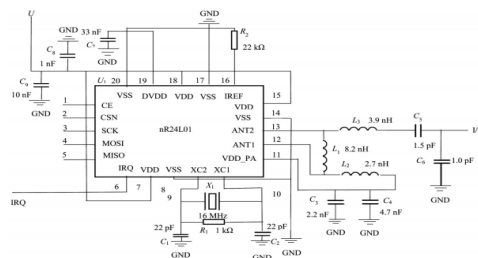 U
GND
33 nF
C7
GND
R2
22 kΩ
GND
C8
1 nF
GND
C9
10 nF
GND
20 19 18 17 16
VSS DVDD VDD VSS IREF
1 CE
2 CSN
3 SCK
4 MOSI
5 MISO
nR24L01
VDD 15
VSS 14
ANT2 13
ANT1 12
VDD_PA 11
IRQ VDD VSS XC2 XC1
6 7 8 9 10
IRQ
X1
16 MHz
1 kΩ
22 pF
C1
GND
22 pF
C2
GND
GND
3.9 nH
1.5 pF
L1 8.2 nH
L2 2.7 nH
C6
1.0 pF
GND
2.2 nF
GND
C4
4.7 nF
GND